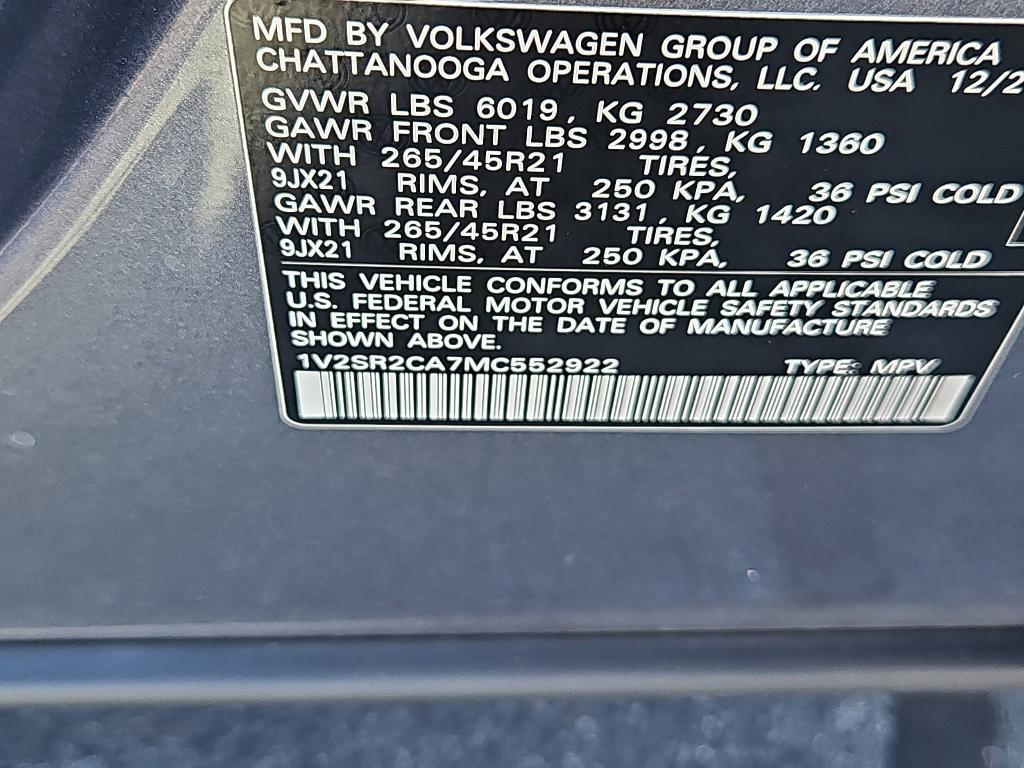 MFD BY VOLKSWAGEN GROUP OF AMERICA
CHATTANOOGA OPERATIONS, LLC. USA 12/2
GVWR LBS 6019, KG 2730
GAWR FRONT LBS 2998, KG 1360
WITH 265/45R21 TIRES,
9JX21 RIMS, AT 250 KPA, 36 PSI COLD
GAWR REAR LBS 3131, KG 1420
WITH 265/45R21 TIRES,
9JX21 RIMS, AT 250 KPA, 36 PSI COLD
THIS VEHICLE CONFORMS TO ALL APPLICABLE
U.S. FEDERAL MOTOR VEHICLE SAFETY STANDARDS
IN EFFECT ON THE DATE OF MANUFACTURE
SHOWN ABOVE.
1V2SR2CA7MC552922 TYPE: MPV